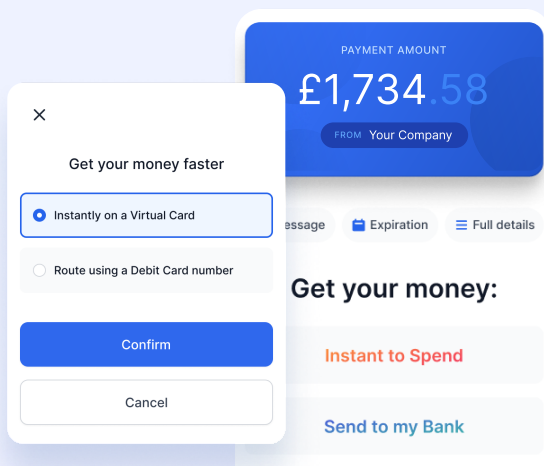 PAYMENT AMOUNT
£1,734.58
FROM Your Company
Expiration
Full details
Get your money:
Instant to Spend
Send to my Bank
Get your money faster
Instantly on a Virtual Card
Route using a Debit Card number
Confirm
Cancel